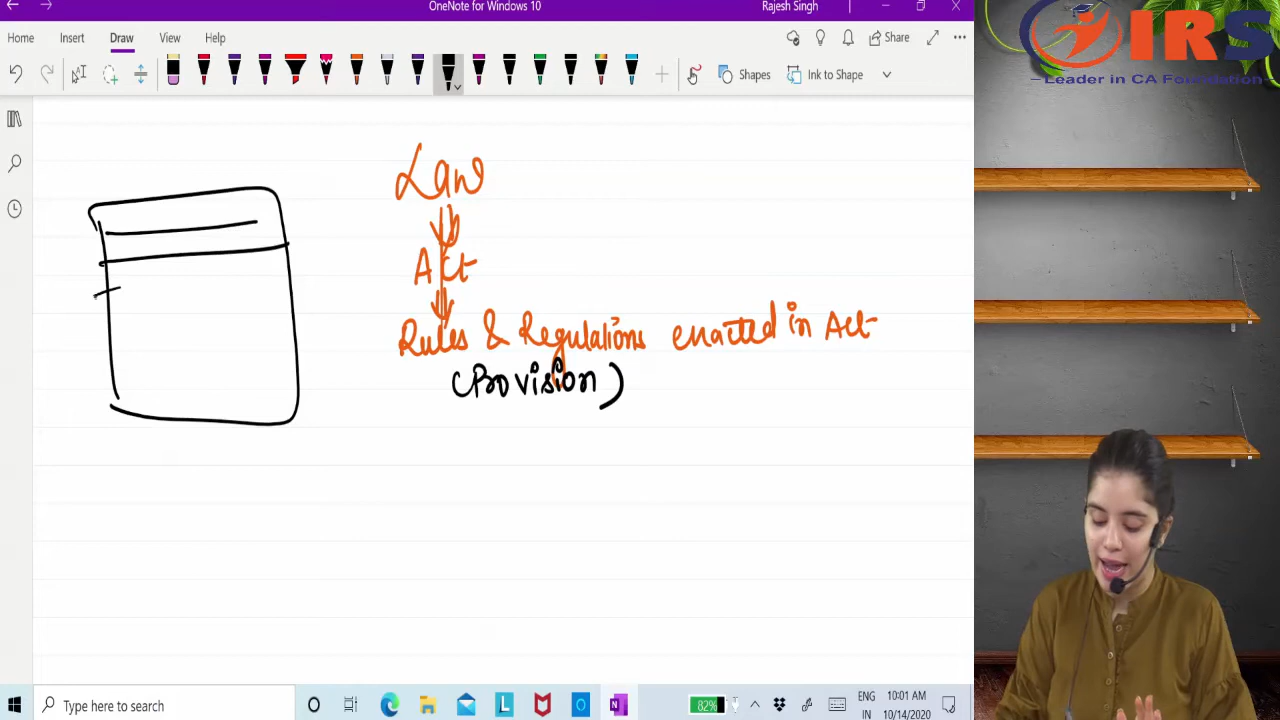 OneNote for Windows 10
Rajesh Singh
Home Insert Draw View Help
Share
Shapes
Ink to Shape
IRS
Leader in CA Foundation
Law
Act
Rules & Regulations enacted in Act
(Provision)
Type here to search
82%
ENG
IN
10:01 AM
10/14/2020